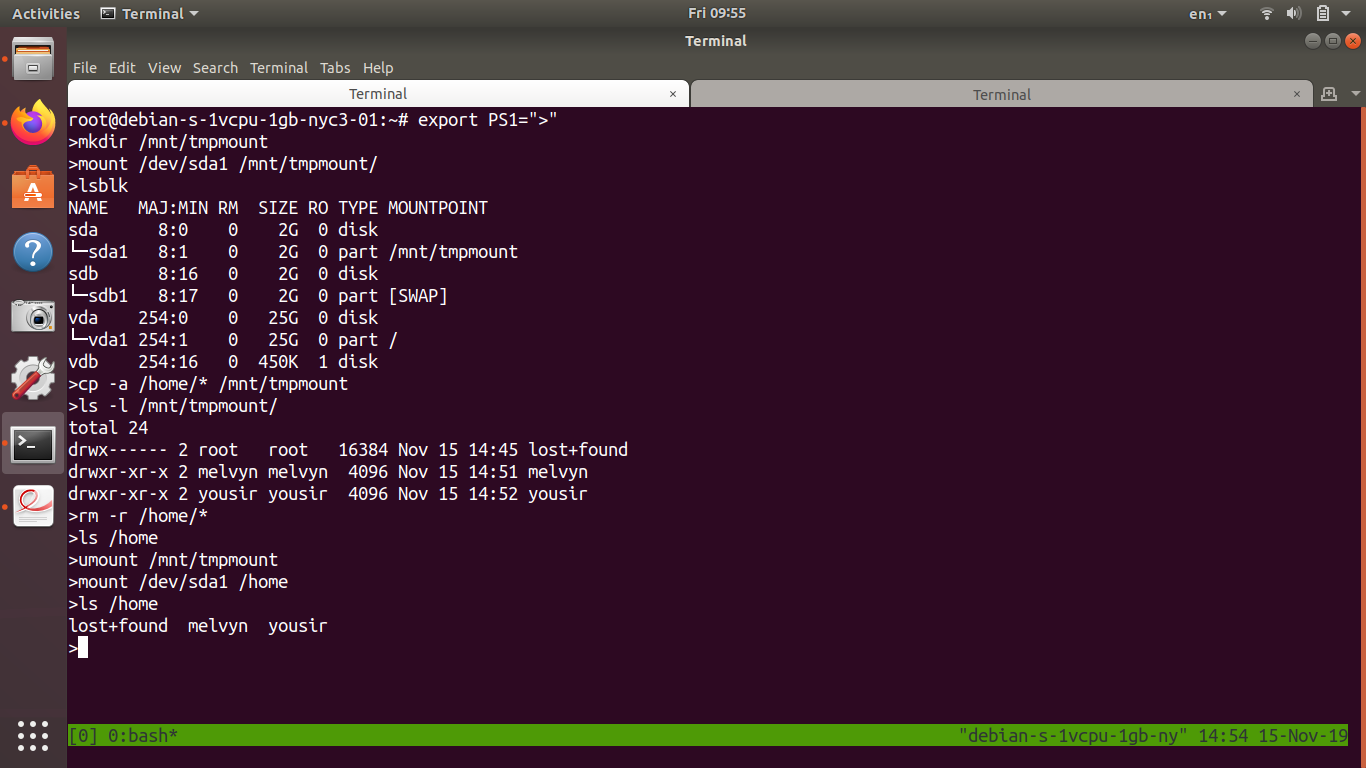 Activities Terminal Fri 09:55 en₁
Terminal
File Edit View Search Terminal Tabs Help
Terminal × Terminal ×
root@debian-s-1vcpu-1gb-nyc3-01:~# export PS1=">"
>mkdir /mnt/tmpmount
>mount /dev/sda1 /mnt/tmpmount/
>lsblk
NAME   MAJ:MIN RM  SIZE RO TYPE MOUNTPOINT
sda      8:0    0    2G  0 disk
└─sda1   8:1    0    2G  0 part /mnt/tmpmount
sdb      8:16   0    2G  0 disk
└─sdb1   8:17   0    2G  0 part [SWAP]
vda    254:0    0   25G  0 disk
└─vda1 254:1    0   25G  0 part /
vdb    254:16   0  450K  1 disk
>cp -a /home/* /mnt/tmpmount
>ls -l /mnt/tmpmount/
total 24
drwx------ 2 root   root   16384 Nov 15 14:45 lost+found
drwxr-xr-x 2 melvyn melvyn  4096 Nov 15 14:51 melvyn
drwxr-xr-x 2 yousir yousir  4096 Nov 15 14:52 yousir
>rm -r /home/*
>ls /home
>umount /mnt/tmpmount
>mount /dev/sda1 /home
>ls /home
lost+found  melvyn  yousir
>
[0] 0:bash* "debian-s-1vcpu-1gb-ny" 14:54 15-Nov-19